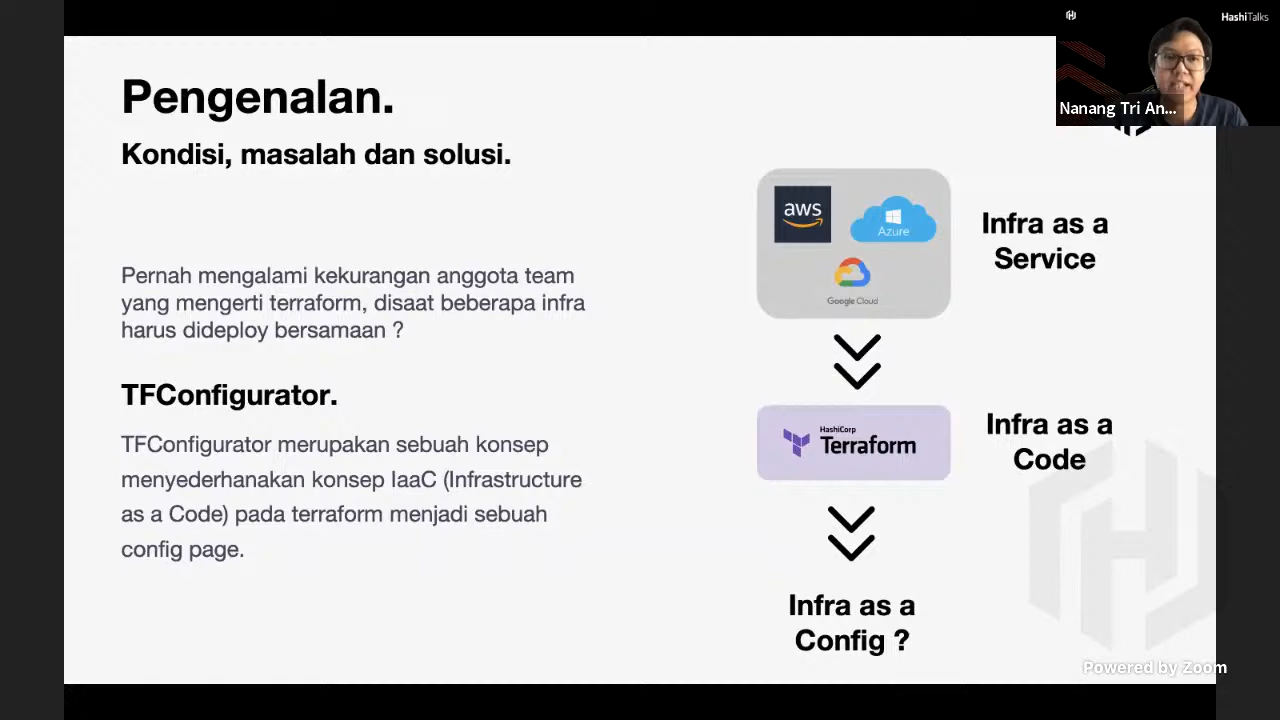 HashiTalks
Nanang Tri An...
Pengenalan.
Kondisi, masalah dan solusi.
Pernah mengalami kekurangan anggota team
yang mengerti terraform, disaat beberapa infra
harus dideploy bersamaan ?
TFConfigurator.
TFConfigurator merupakan sebuah konsep
menyederhanakan konsep IaaC (Infrastructure
as a Code) pada terraform menjadi sebuah
config page.
aws
Azure
Google Cloud
Infra as a
Service
HashiCorp
Terraform
Infra as a
Code
Infra as a
Config ?
Powered by Zoom